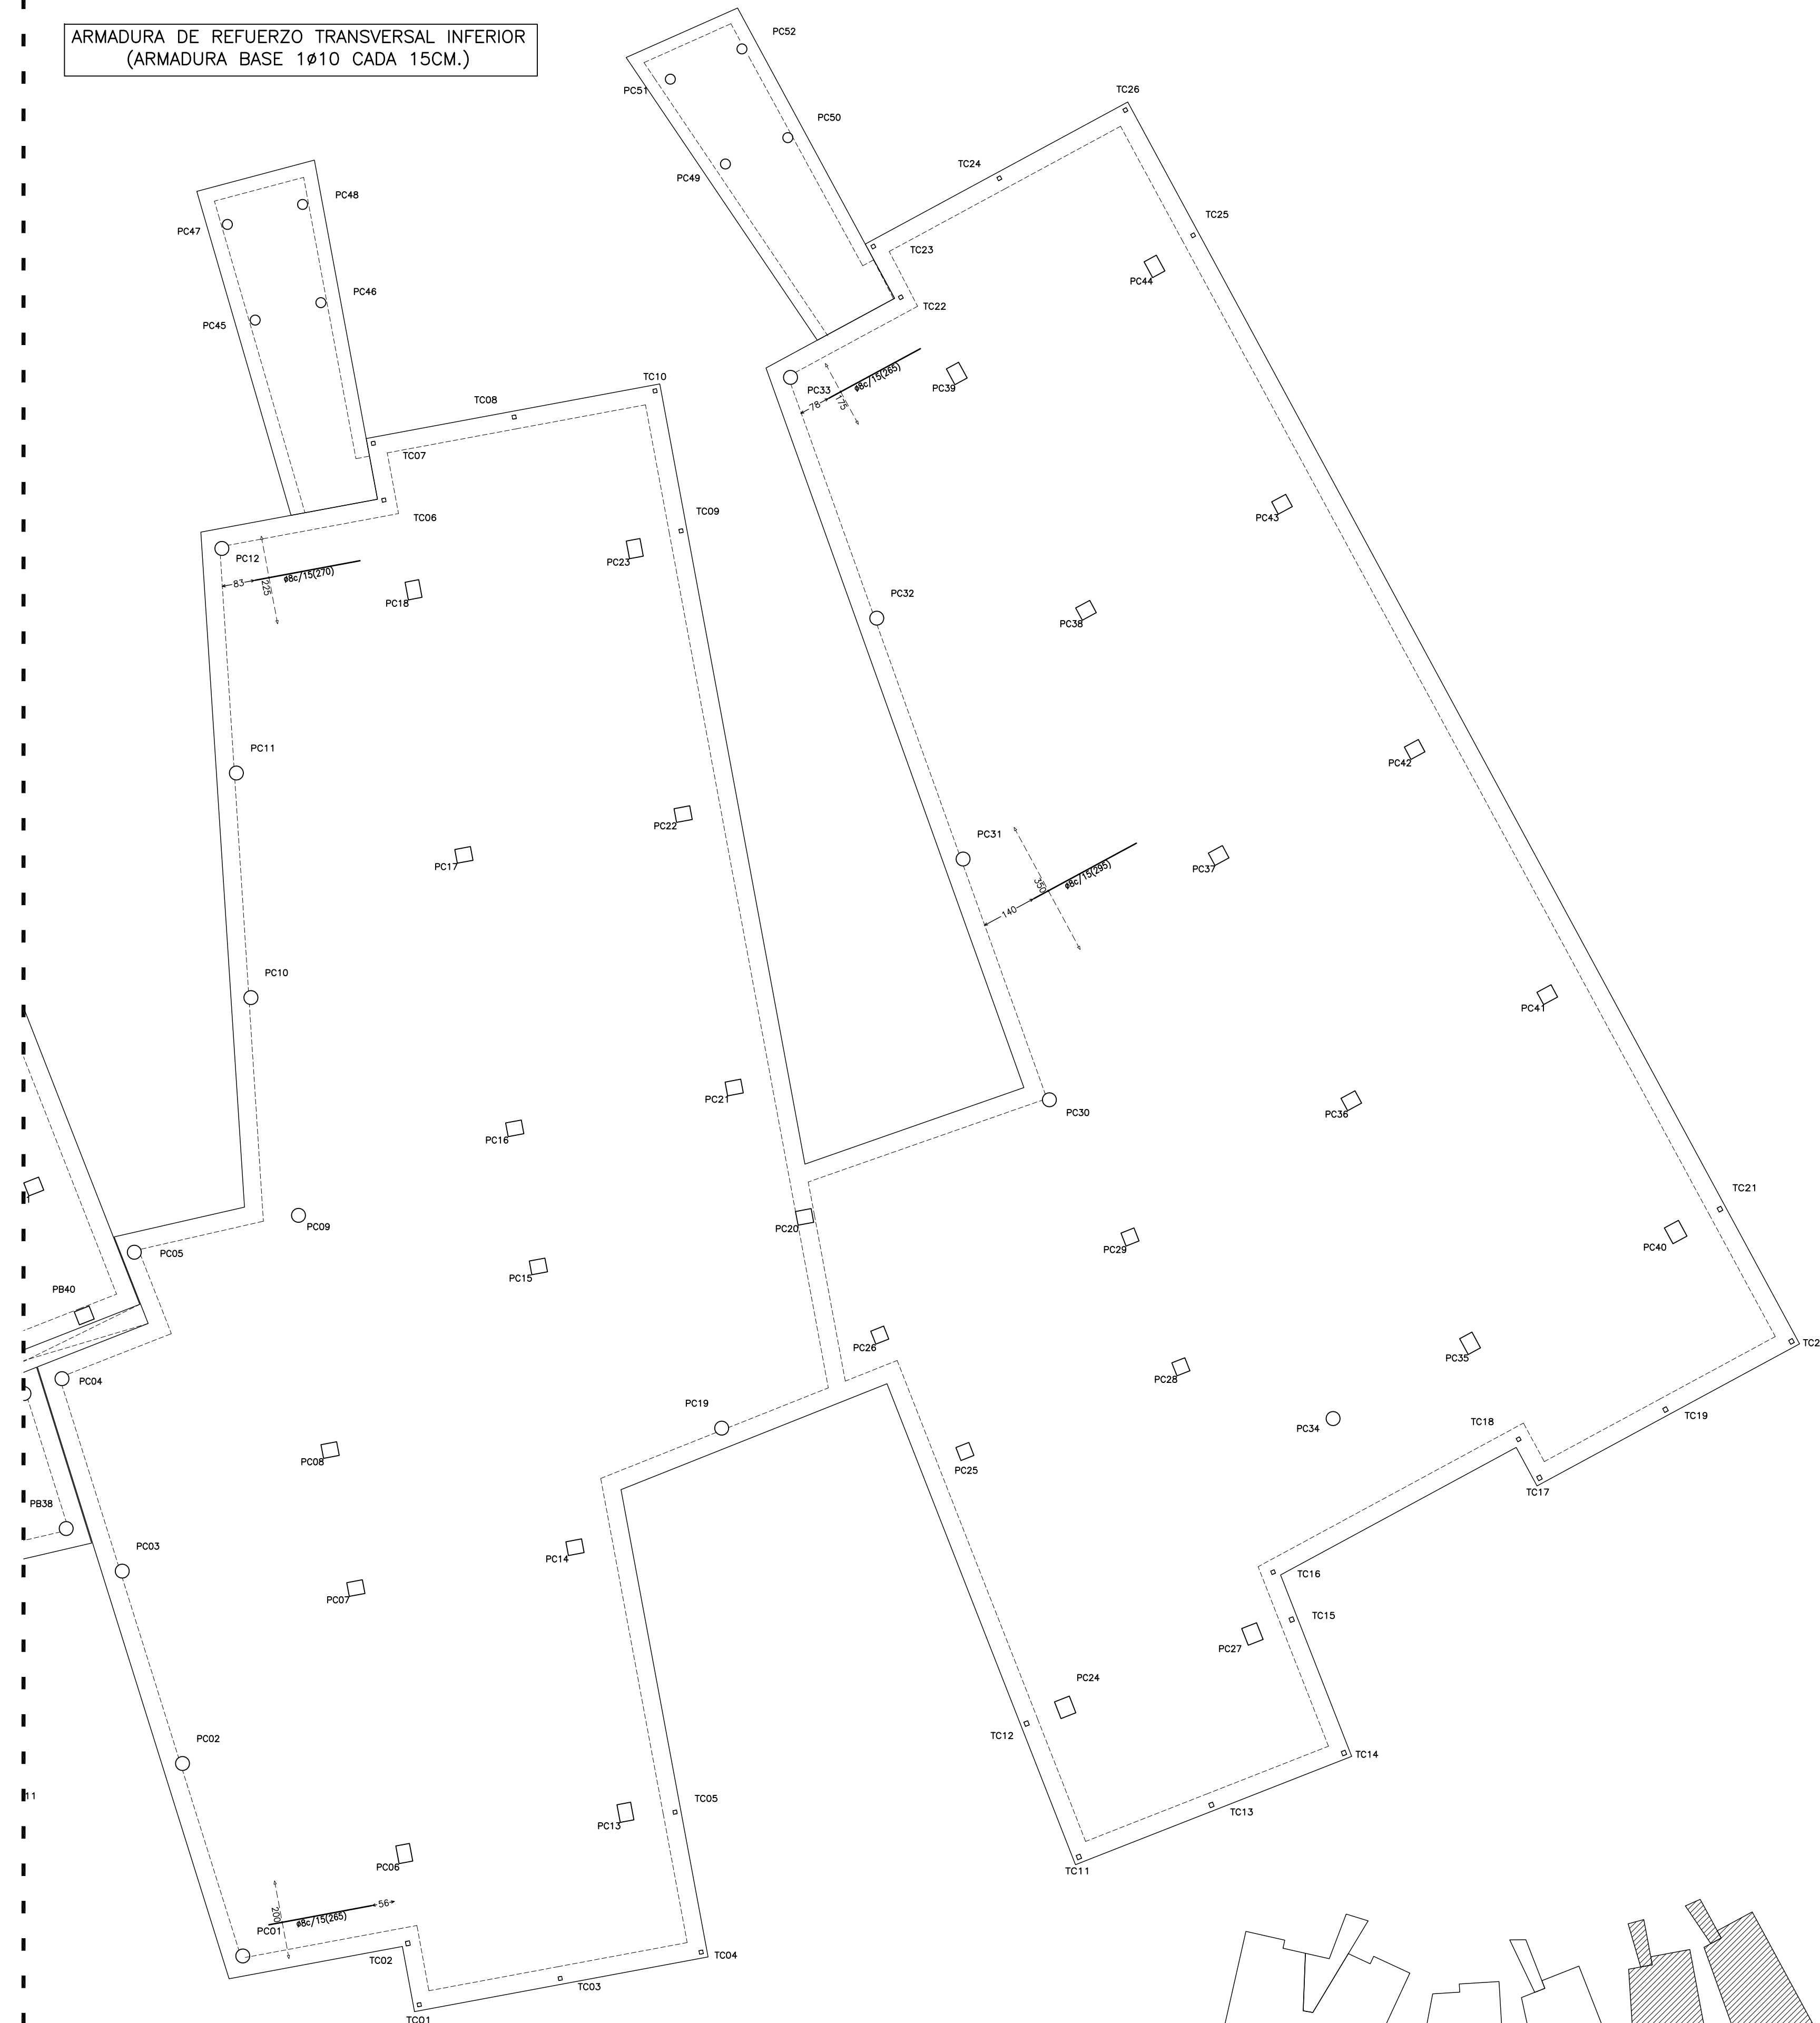 ARMADURA DE REFUERZO TRANSVERSAL INFERIOR
(ARMADURA BASE 1ø10 CADA 15CM.)
PC52
PC51
TC26
PC50
TC24
PC49
PC48
TC25
PC47
TC23
PC44
PC46
TC22
PC45
PC33
ø8c/15(265)
PC39
78
175
TC10
TC08
TC07
PC43
TC06
TC09
PC12
PC23
83
225
ø8c/15(270)
PC18
PC32
PC38
PC11
PC42
PC22
PC31
PC17
PC37
350
ø8c/15(295)
140
PC10
PC41
PC21
PC30
PC36
PC16
TC21
PC09
PC20
PC05
PC29
PC40
PC15
PB40
PC26
PC35
PC04
PC28
PC19
TC19
PC34
TC18
PC08
PC25
TC17
PB38
PC03
PC14
TC16
PC07
TC15
PC27
PC24
PC02
TC12
TC14
11
TC05
TC13
PC13
PC06
TC11
56
200
ø8c/15(265)
PC01
TC02
TC04
TC03
TC01